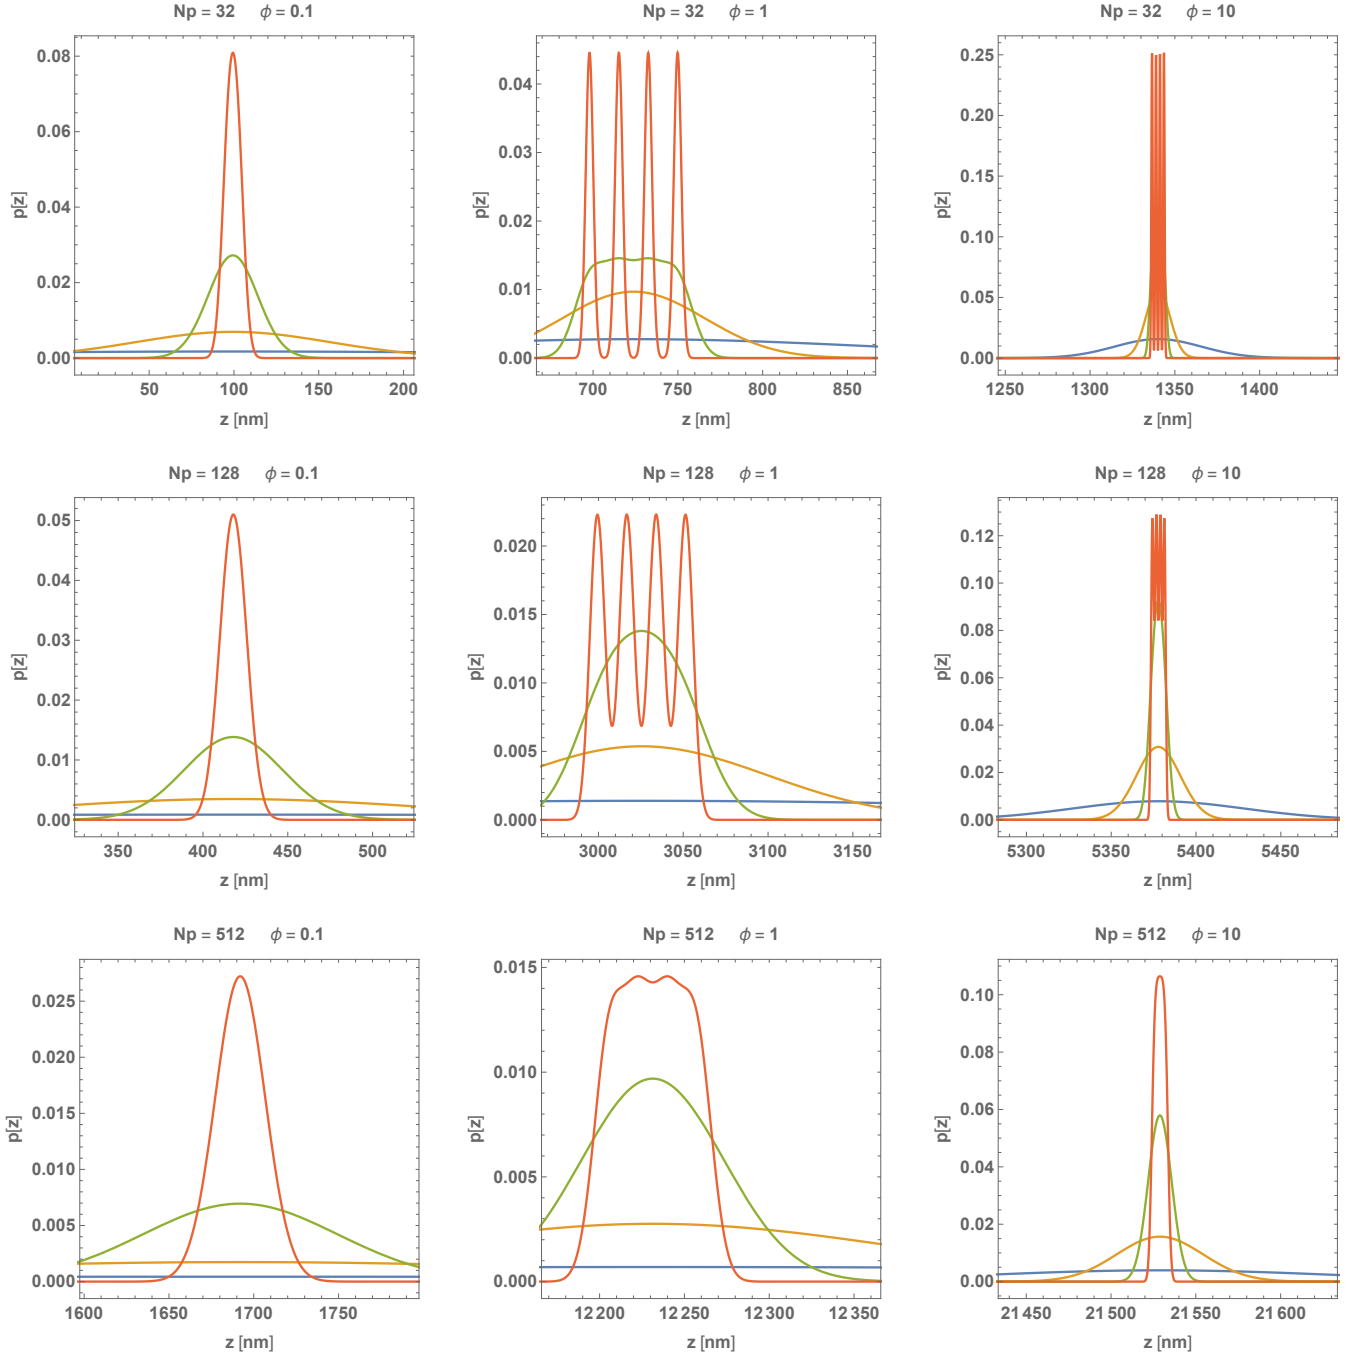 Np = 32 ϕ = 0.1
0.08
0.06
0.04
0.02
0.00
p[z]
50 100 150 200
z [nm]
Np = 32 ϕ = 1
0.04
0.03
0.02
0.01
0.00
p[z]
700 750 800 850
z [nm]
Np = 32 ϕ = 10
0.25
0.20
0.15
0.10
0.05
0.00
p[z]
1250 1300 1350 1400
z [nm]
Np = 128 ϕ = 0.1
0.05
0.04
0.03
0.02
0.01
0.00
p[z]
350 400 450 500
z [nm]
Np = 128 ϕ = 1
0.020
0.015
0.010
0.005
0.000
p[z]
3000 3050 3100 3150
z [nm]
Np = 128 ϕ = 10
0.12
0.10
0.08
0.06
0.04
0.02
0.00
p[z]
5300 5350 5400 5450
z [nm]
Np = 512 ϕ = 0.1
0.025
0.020
0.015
0.010
0.005
0.000
p[z]
1600 1650 1700 1750
z [nm]
Np = 512 ϕ = 1
0.015
0.010
0.005
0.000
p[z]
12 200 12 250 12 300 12 350
z [nm]
Np = 512 ϕ = 10
0.10
0.08
0.06
0.04
0.02
0.00
p[z]
21 450 21 500 21 550 21 600
z [nm]